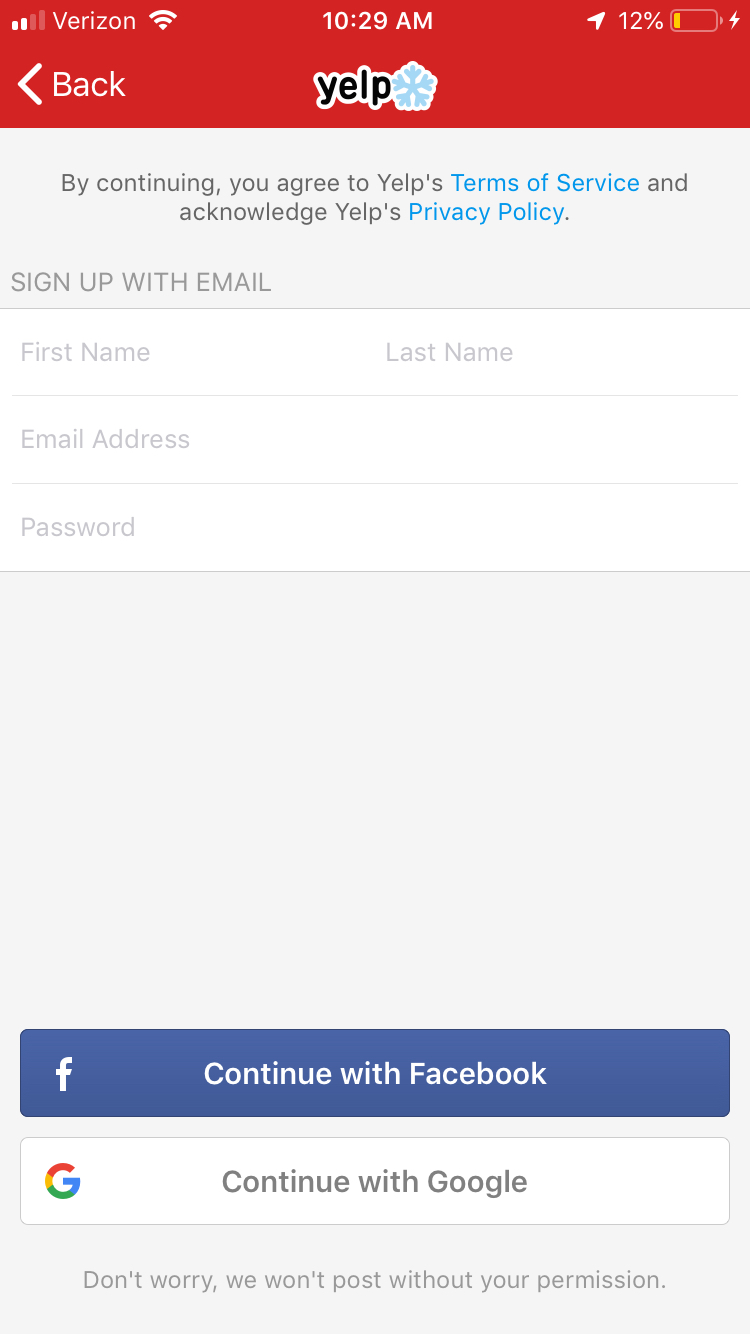 Verizon 10:29 AM 12%
Back yelp
By continuing, you agree to Yelp's Terms of Service and
acknowledge Yelp's Privacy Policy.
SIGN UP WITH EMAIL
First Name Last Name
Email Address
Password
f Continue with Facebook
G Continue with Google
Don't worry, we won't post without your permission.